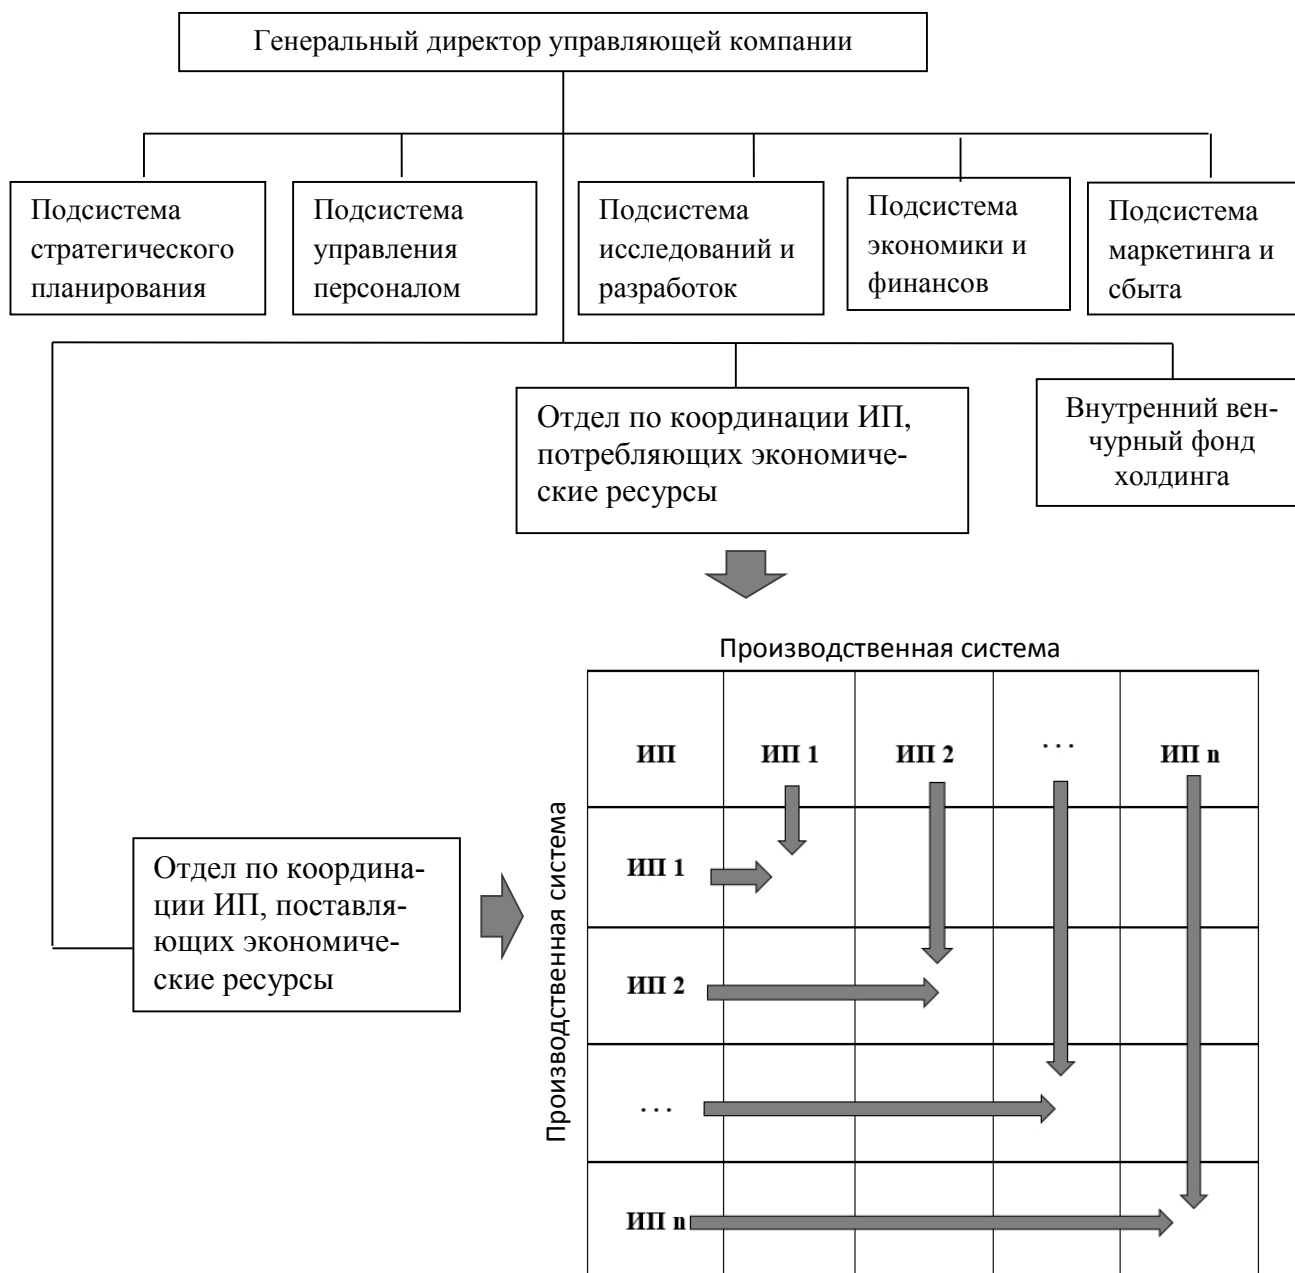 Генеральный директор управляющей компании
Подсистема
стратегического
планирования
Подсистема
управления
персоналом
Подсистема
исследований и
разработок
Подсистема
экономики и
финансов
Подсистема
маркетинга и
сбыта
Отдел по координации ИП,
потребляющих экономиче-
ские ресурсы
Внутренний вен-
чурный фонд
холдинга
Производственная система
ИП
ИП 1
ИП 2
. . .
ИП n
Отдел по координа-
ции ИП, поставля-
ющих экономиче-
ские ресурсы
Производственная система
ИП 1
ИП 2
. . .
ИП n